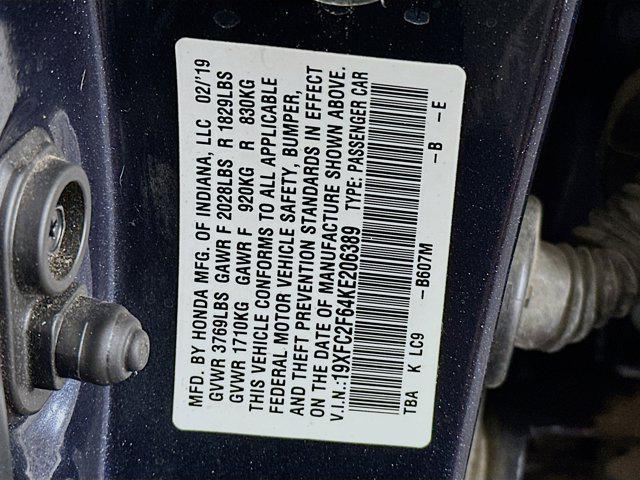 MFD. BY HONDA MFG. OF INDIANA, LLC 02/'19
GVWR 3769LBS GAWR F 2028LBS R 1829LBS
GVWR 1710KG GAWR F 920KG R 830KG
THIS VEHICLE CONFORMS TO ALL APPLICABLE
FEDERAL MOTOR VEHICLE SAFETY, BUMPER,
AND THEFT PREVENTION STANDARDS IN EFFECT
ON THE DATE OF MANUFACTURE SHOWN ABOVE.
V.I.N.:19XFC2F64KE206389 TYPE: PASSENGER CAR
TBA K LC9 -B607M -B -E